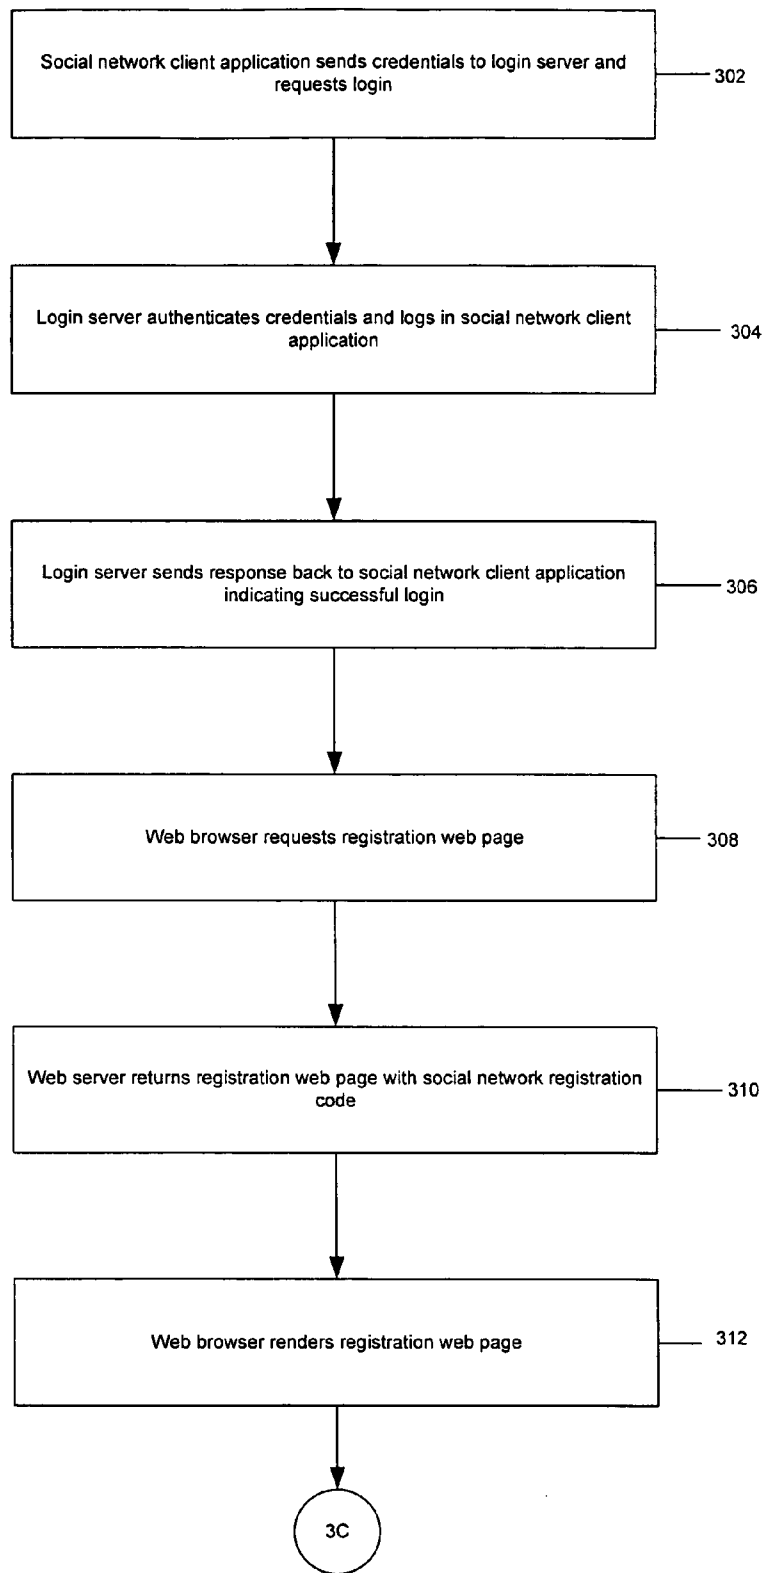 Social network client application sends credentials to login server and
requests login
302
Login server authenticates credentials and logs in social network client
application
304
Login server sends response back to social network client application
indicating successful login
306
Web browser requests registration web page
308
Web server returns registration web page with social network registration
code
310
Web browser renders registration web page
312
3C